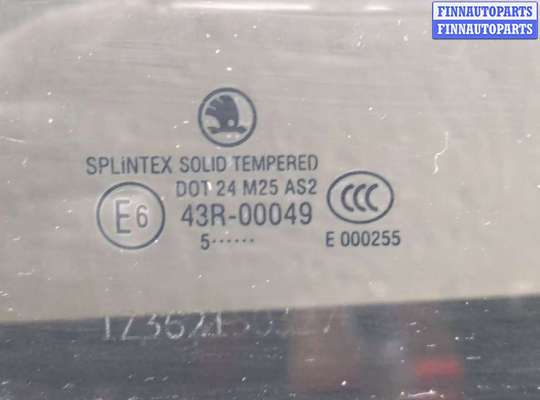 FINNAUTOPARTS
FINNAUTOPARTS
SPLiNTEX SOLID TEMPERED
DOT 24 M25 AS2
E6 43R-00049 CCC
5······ E 000255